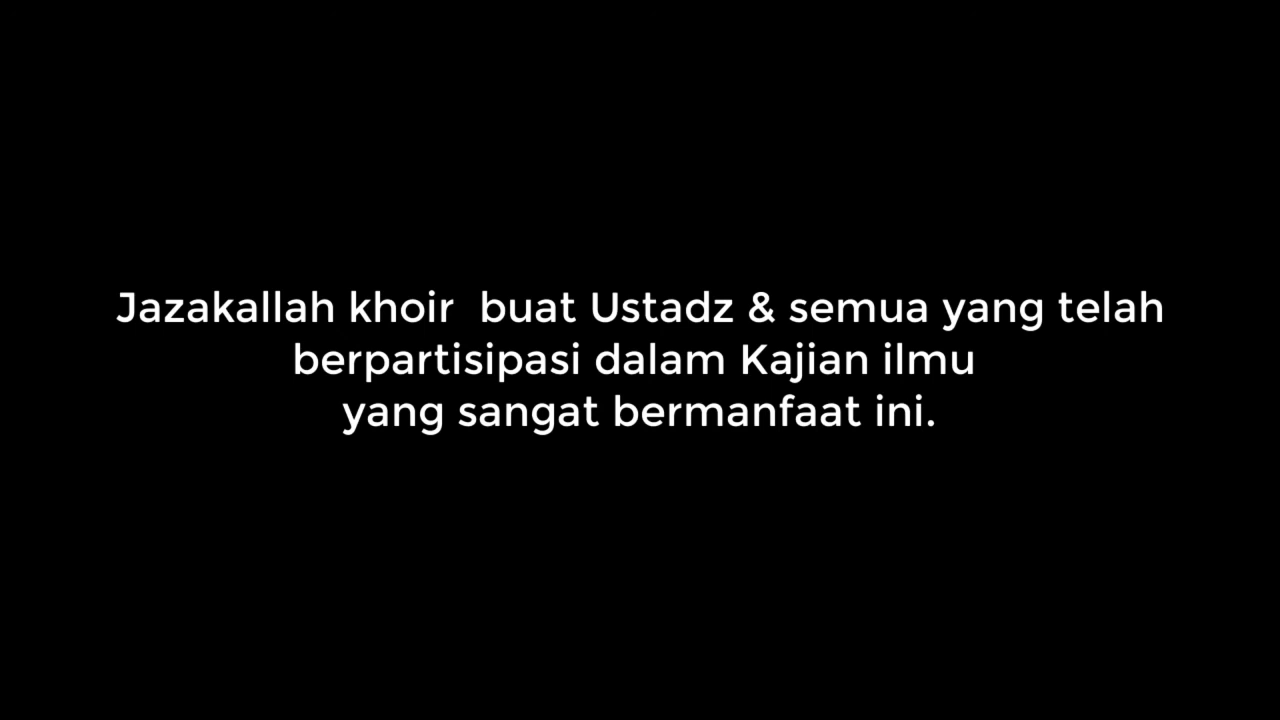 Jazakallah khoir  buat Ustadz & semua yang telah
berpartisipasi dalam Kajian ilmu
yang sangat bermanfaat ini.